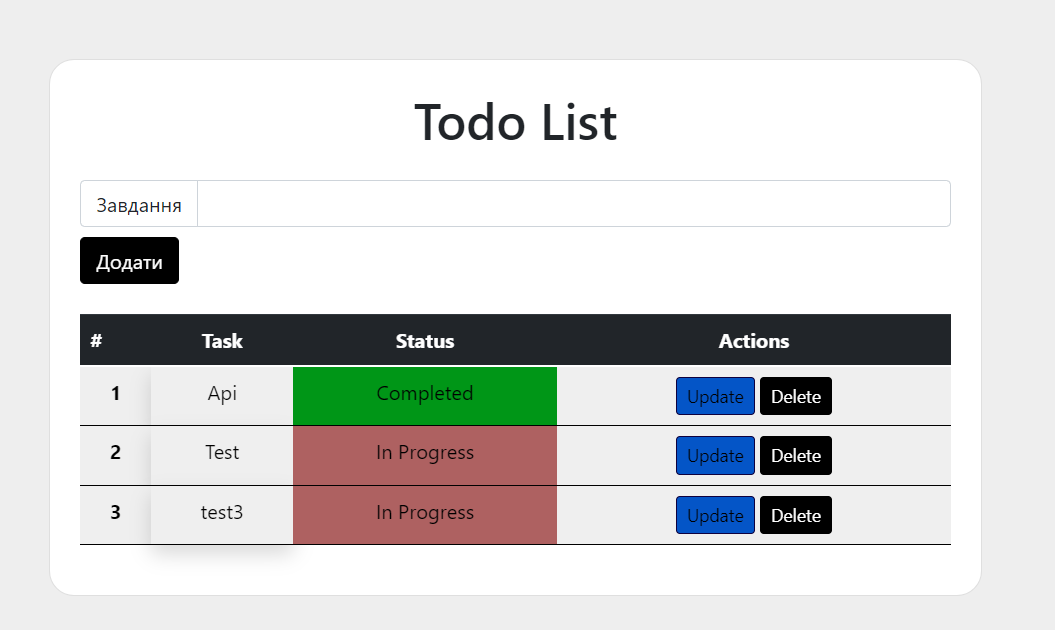 Todo List
Завдання
Додати
# Task Status Actions
1 Api Completed Update Delete
2 Test In Progress Update Delete
3 test3 In Progress Update Delete